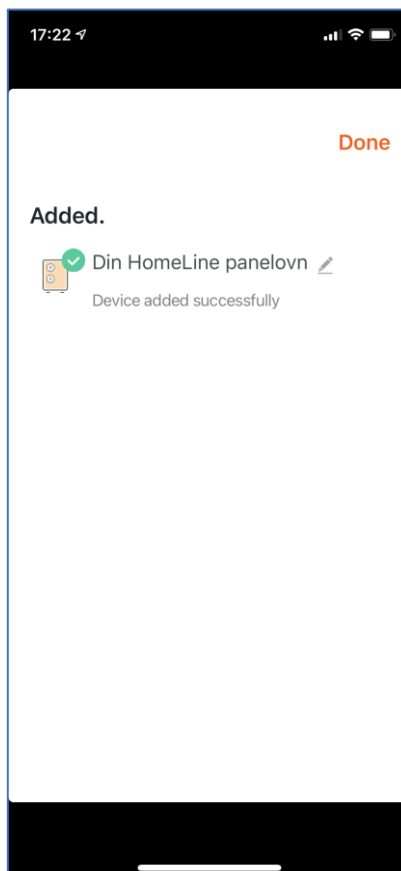 17:22
Done
Added.
Din HomeLine panelovn
Device added successfully